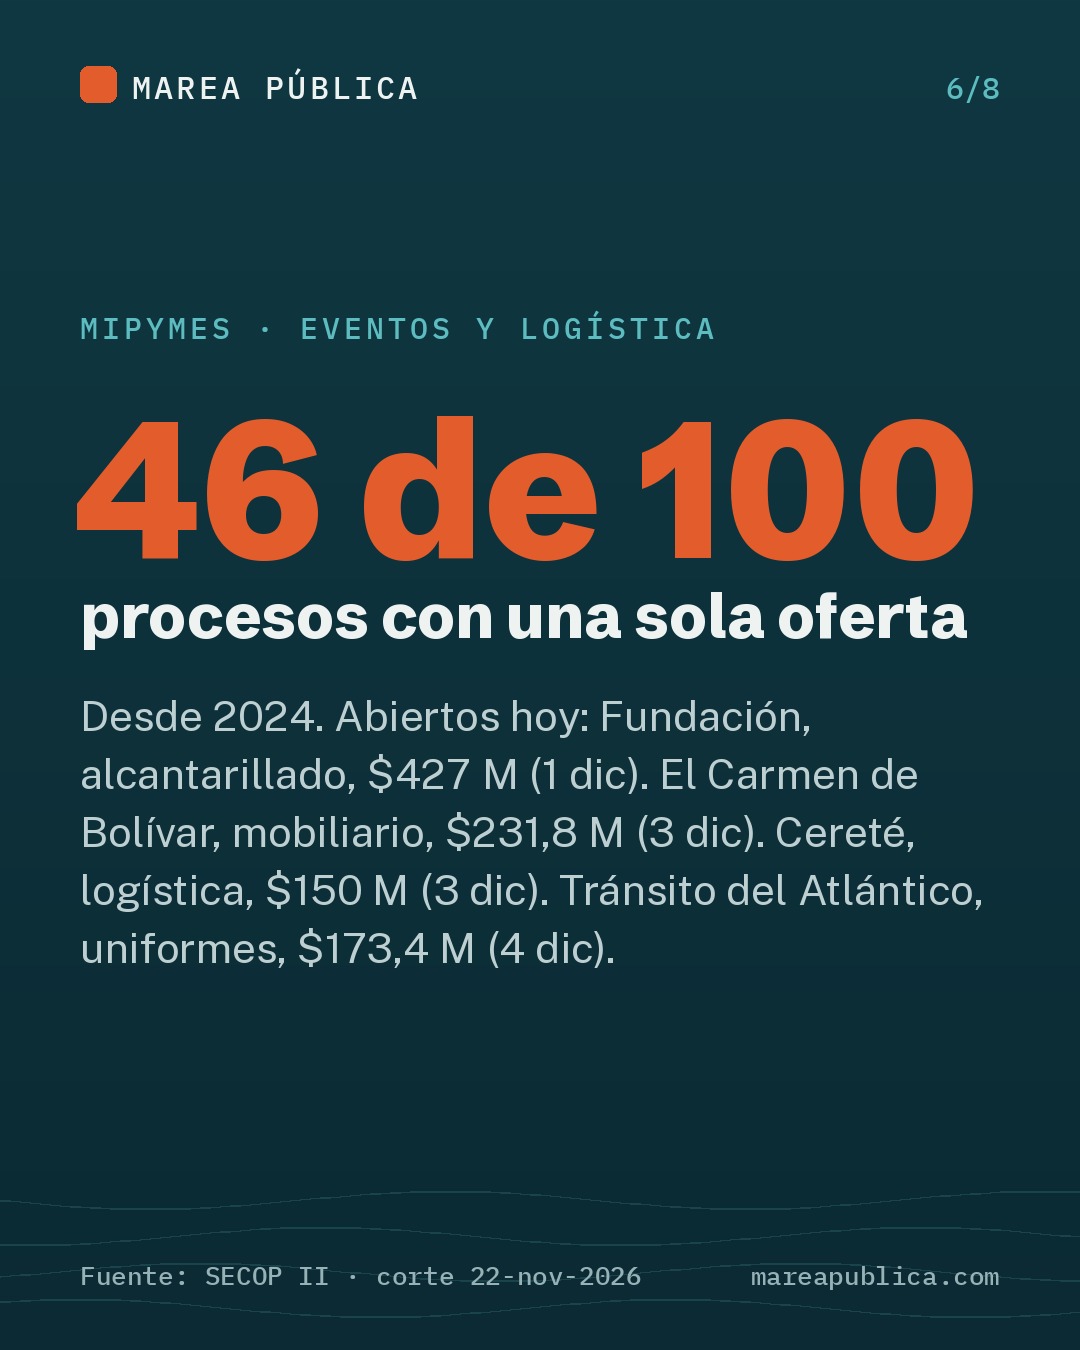 MAREA PÚBLICA
6/8
MIPYMES · EVENTOS Y LOGÍSTICA
46 de 100
procesos con una sola oferta
Desde 2024. Abiertos hoy: Fundación,
alcantarillado, $427 M (1 dic). El Carmen de
Bolívar, mobiliario, $231,8 M (3 dic). Cereté,
logística, $150 M (3 dic). Tránsito del Atlántico,
uniformes, $173,4 M (4 dic).
Fuente: SECOP II · corte 22-nov-2026
mareapublica.com